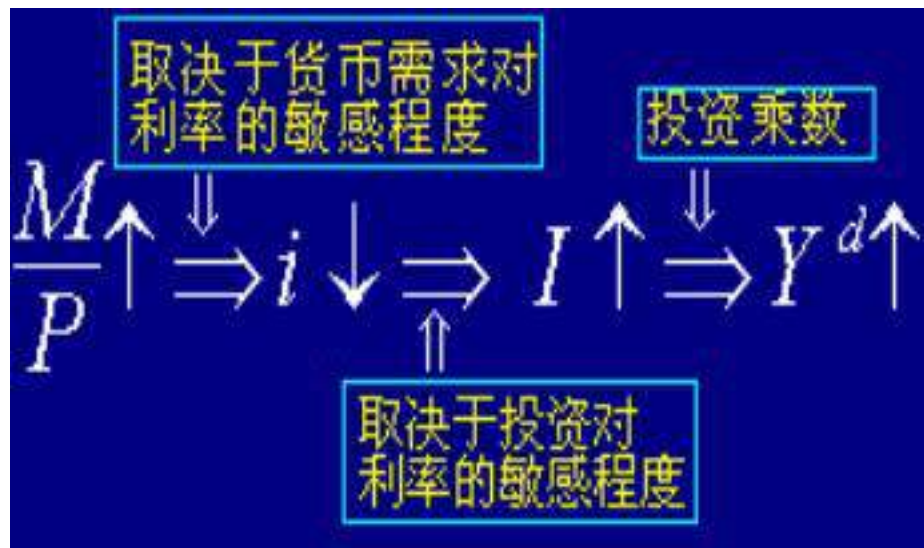 取决于货币需求对
利率的敏感程度
投资乘数
M/P↑ ⇒ i↓ ⇒ I↑ ⇒ Y^d↑
取决于投资对
利率的敏感程度